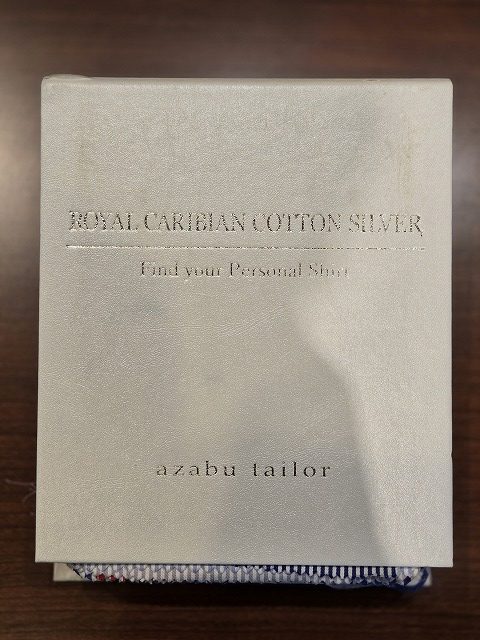 ROYAL CARIBIAN COTTON SILVER
Find your Personal Shirt
azabu tailor